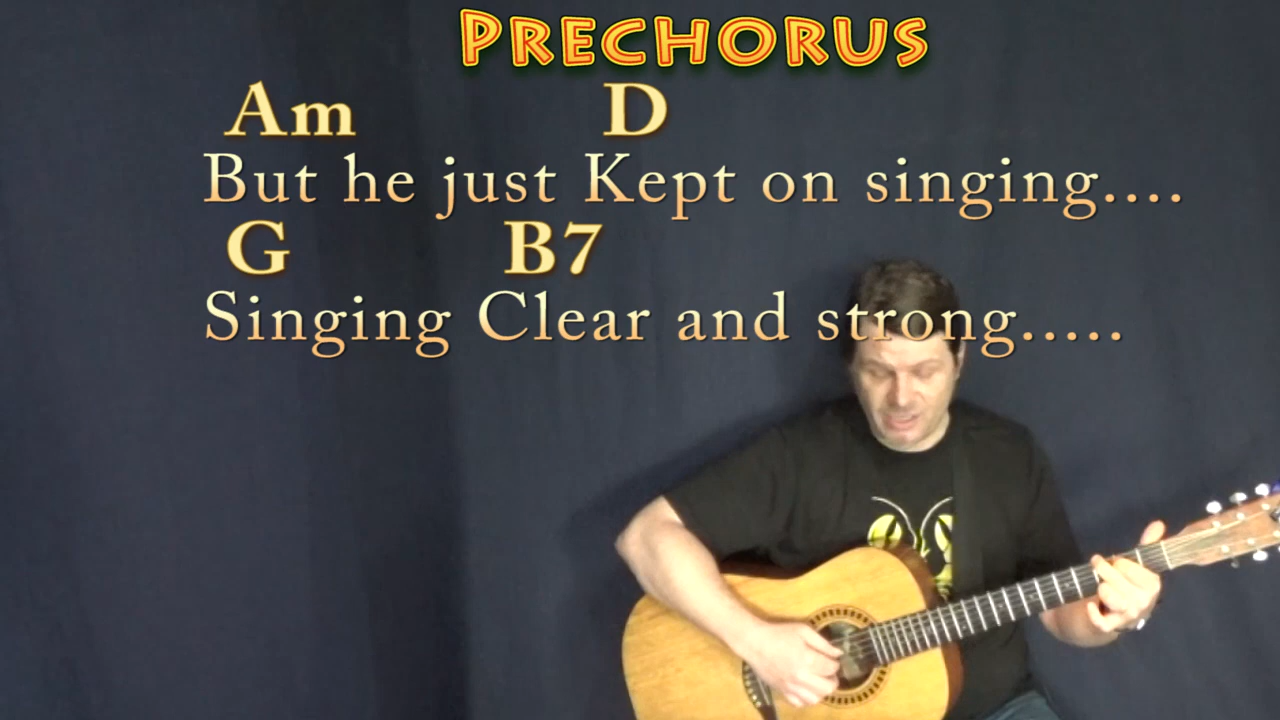 PRECHORUS
Am D
But he just Kept on singing....
G B7
Singing Clear and strong.....